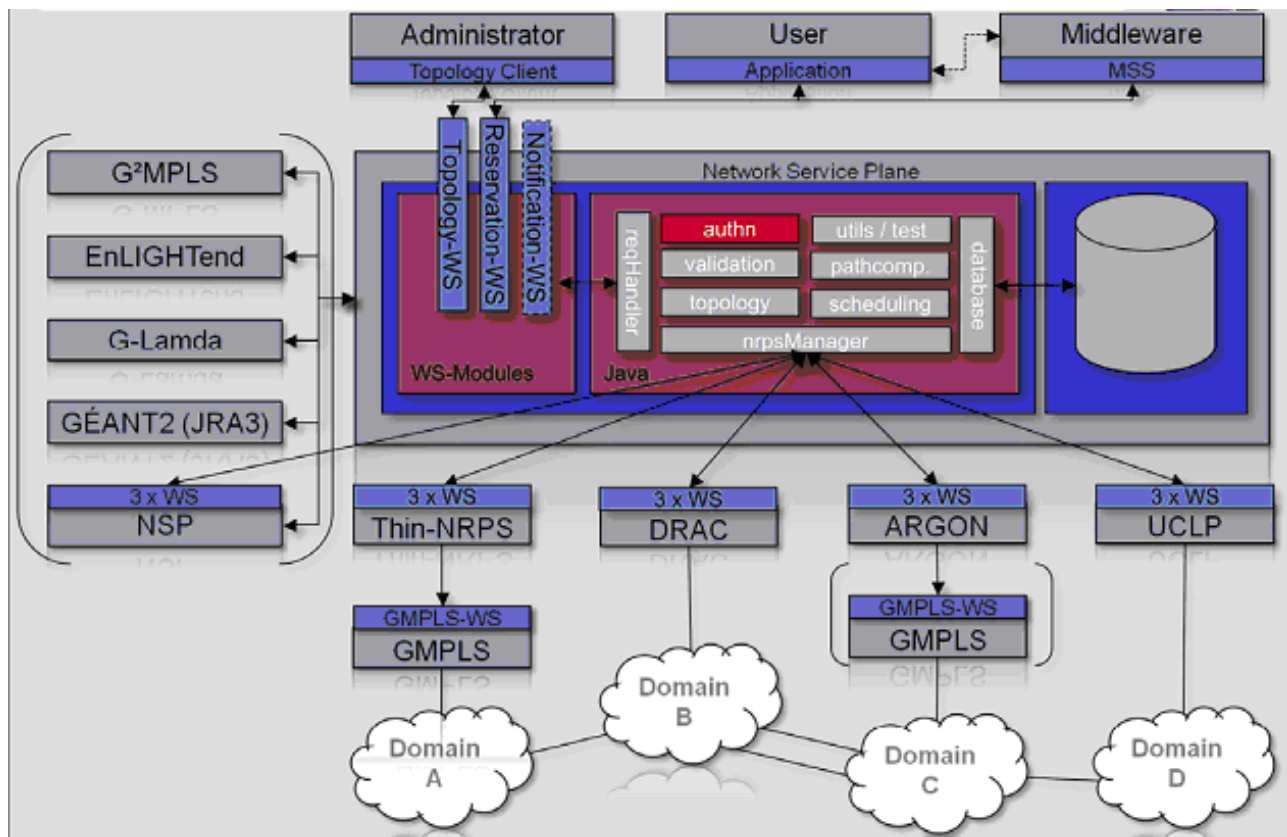 Administrator
Topology Client
User
Application
Middleware
MSS
Topology-WS
Reservation-WS
Notification-WS
G²MPLS
EnLIGHTend
G-Lamda
GÉANT2 (JRA3)
3 x WS
NSP
Network Service Plane
WS-Modules
Java
reqHandler
authn
utils / test
validation
pathcomp.
topology
scheduling
nrpsManager
database
3 x WS
Thin-NRPS
3 x WS
DRAC
3 x WS
ARGON
3 x WS
UCLP
GMPLS-WS
GMPLS
GMPLS-WS
GMPLS
Domain
A
Domain
B
Domain
C
Domain
D